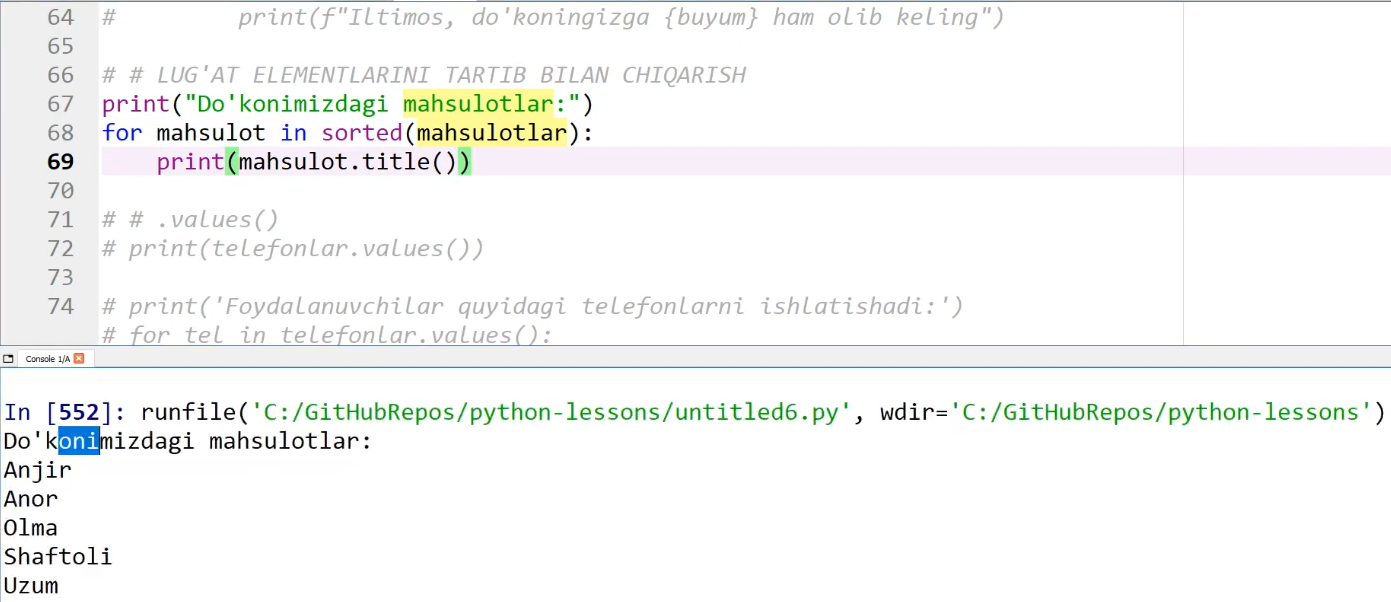 64 #         print(f"Iltimos, do'koningizga {buyum} ham olib keling")
65
66 # # LUG'AT ELEMENTLARINI TARTIB BILAN CHIQARISH
67 print("Do'konimizdagi mahsulotlar:")
68 for mahsulot in sorted(mahsulotlar):
69     print(mahsulot.title())
70
71 # # .values()
72 # print(telefonlar.values())
73
74 # print('Foydalanuvchilar quyidagi telefonlarni ishlatishadi:')
# for tel in telefonlar.values():
Console 1/A
In [552]: runfile('C:/GitHubRepos/python-lessons/untitled6.py', wdir='C:/GitHubRepos/python-lessons')
Do'konimizdagi mahsulotlar:
Anjir
Anor
Olma
Shaftoli
Uzum